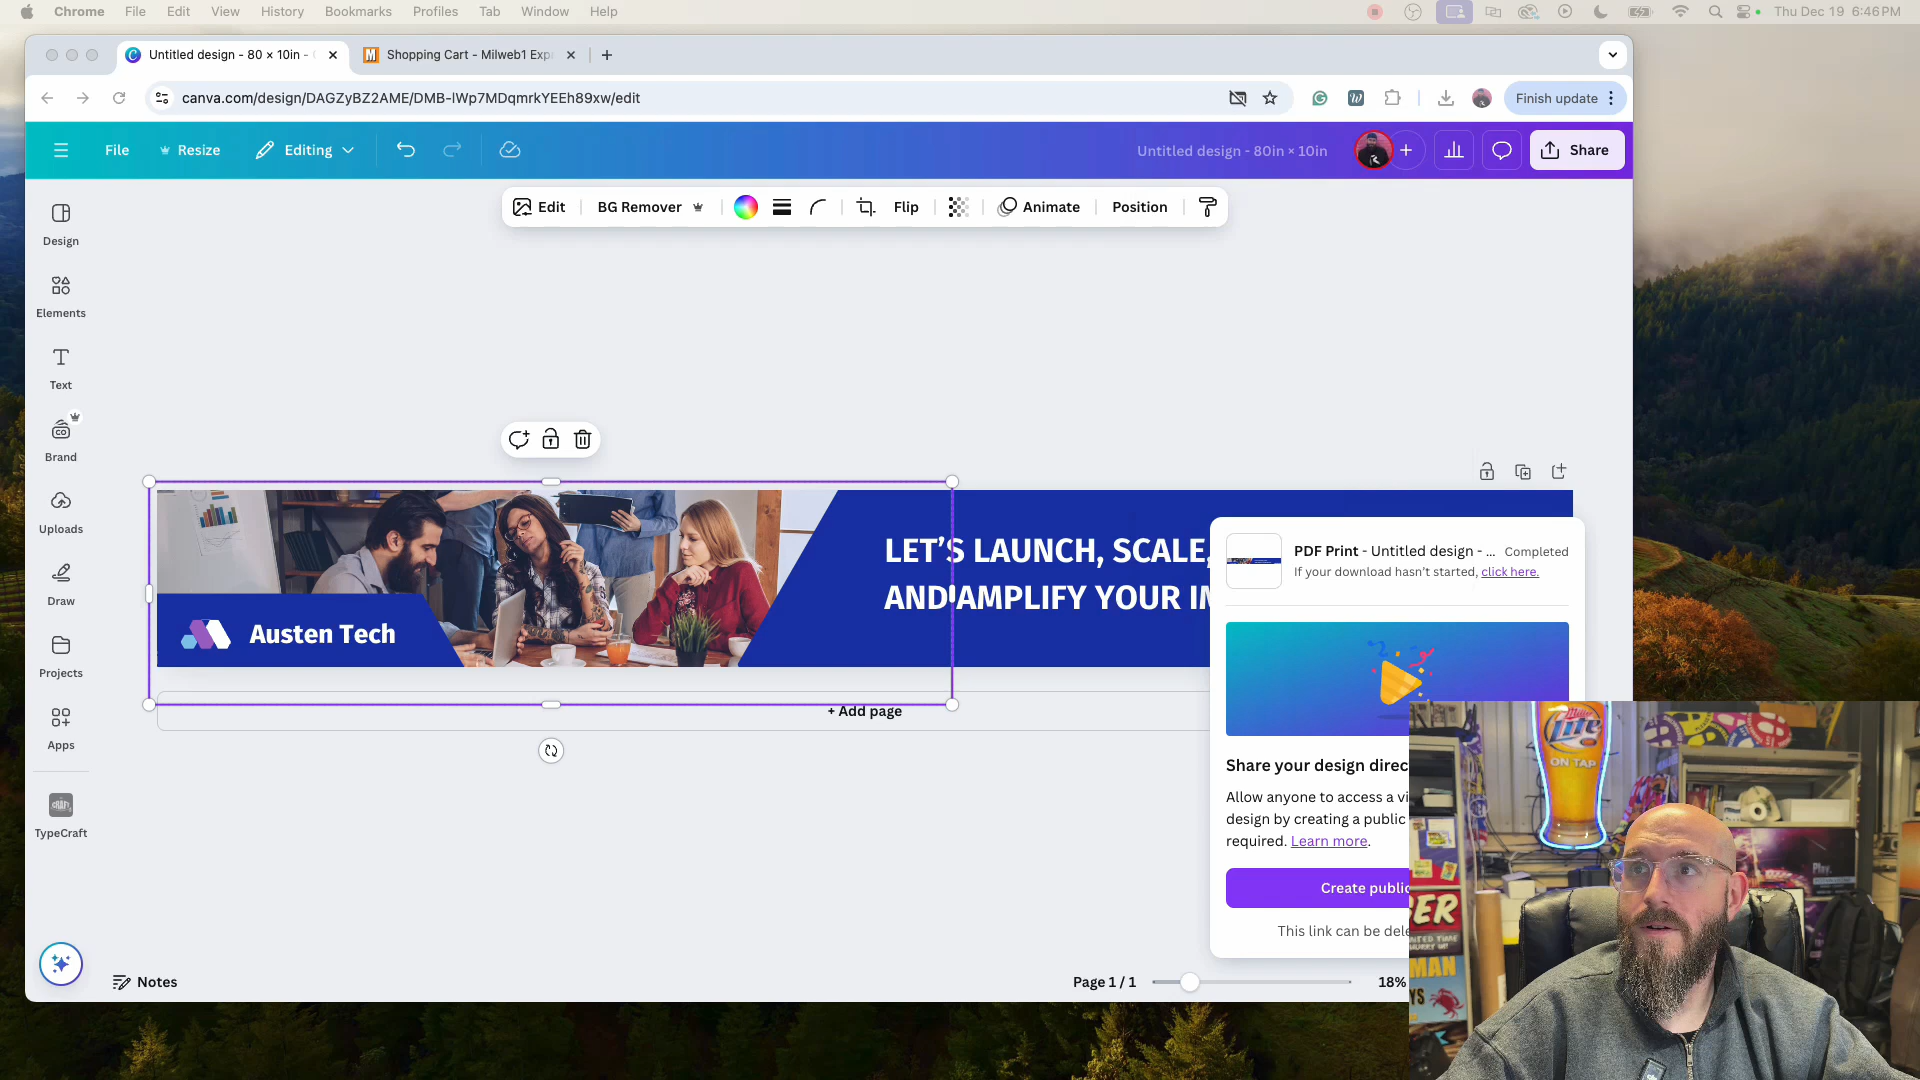 Chrome File Edit View History Bookmarks Profiles Tab Window Help
Thu Dec 19 6:46 PM
Untitled design - 80 × 10in -
Shopping Cart - Milweb1 Exp
canva.com/design/DAGZyBZ2AME/DMB-lWp7MDqmrkYEEh89xw/edit
Finish update
File Resize Editing
Untitled design - 80in × 10in
Share
Edit BG Remover Flip Animate Position
Design
Elements
Text
Brand
Uploads
Draw
Projects
Apps
TypeCraft
LET'S LAUNCH, SCALE,
AND AMPLIFY YOUR
Austen Tech
+ Add page
PDF Print - Untitled design - ... Completed
If your download hasn't started, click here.
Share your design direc
Allow anyone to access a vi
design by creating a public
required. Learn more.
Create public
This link can be dele
Notes
Page 1 / 1
18%
Miller
Lite
ON TAP
Play.